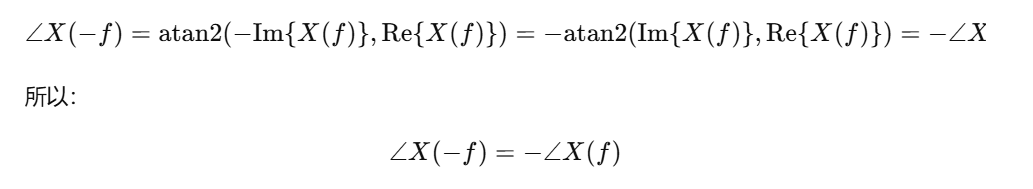 ∠X(−f) = atan2(−Im{X(f)}, Re{X(f)}) = −atan2(Im{X(f)}, Re{X(f)}) = −∠X
所以：
∠X(−f) = −∠X(f)